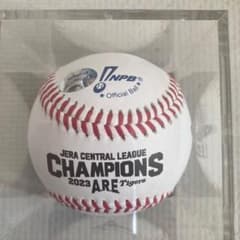 NPB®
Official Ball
JERA CENTRAL LEAGUE
CHAMPIONS
2023 A.R.E Tigers